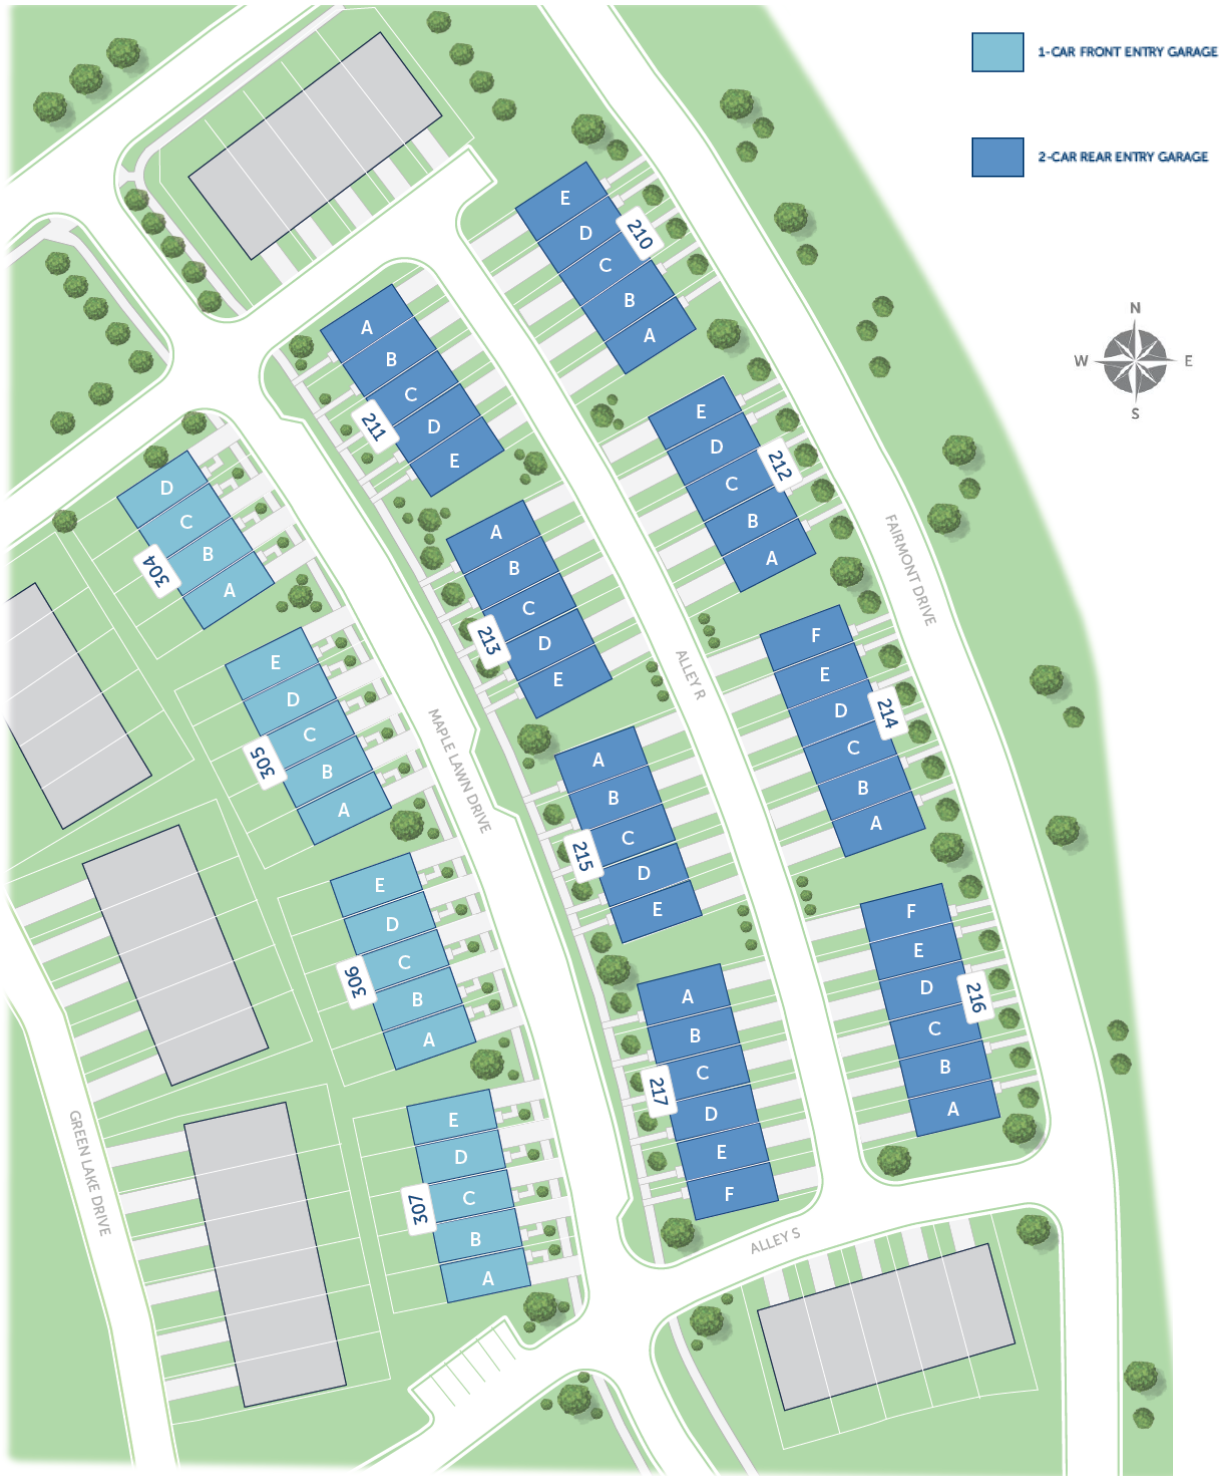 1-CAR FRONT ENTRY GARAGE
2-CAR REAR ENTRY GARAGE
N
W E
S
E
D
C
B
A
210
A
B
C
D
E
211
E
D
C
B
A
212
D
C
B
A
304
A
B
C
D
E
213
FAIRMONT DRIVE
F
E
D
C
B
A
214
E
D
C
B
A
305
ALLEY R
MAPLE LAWN DRIVE
A
B
C
D
E
215
E
D
C
B
A
306
F
E
D
C
B
A
216
A
B
C
D
E
F
217
E
D
C
B
A
307
GREEN LAKE DRIVE
ALLEY S